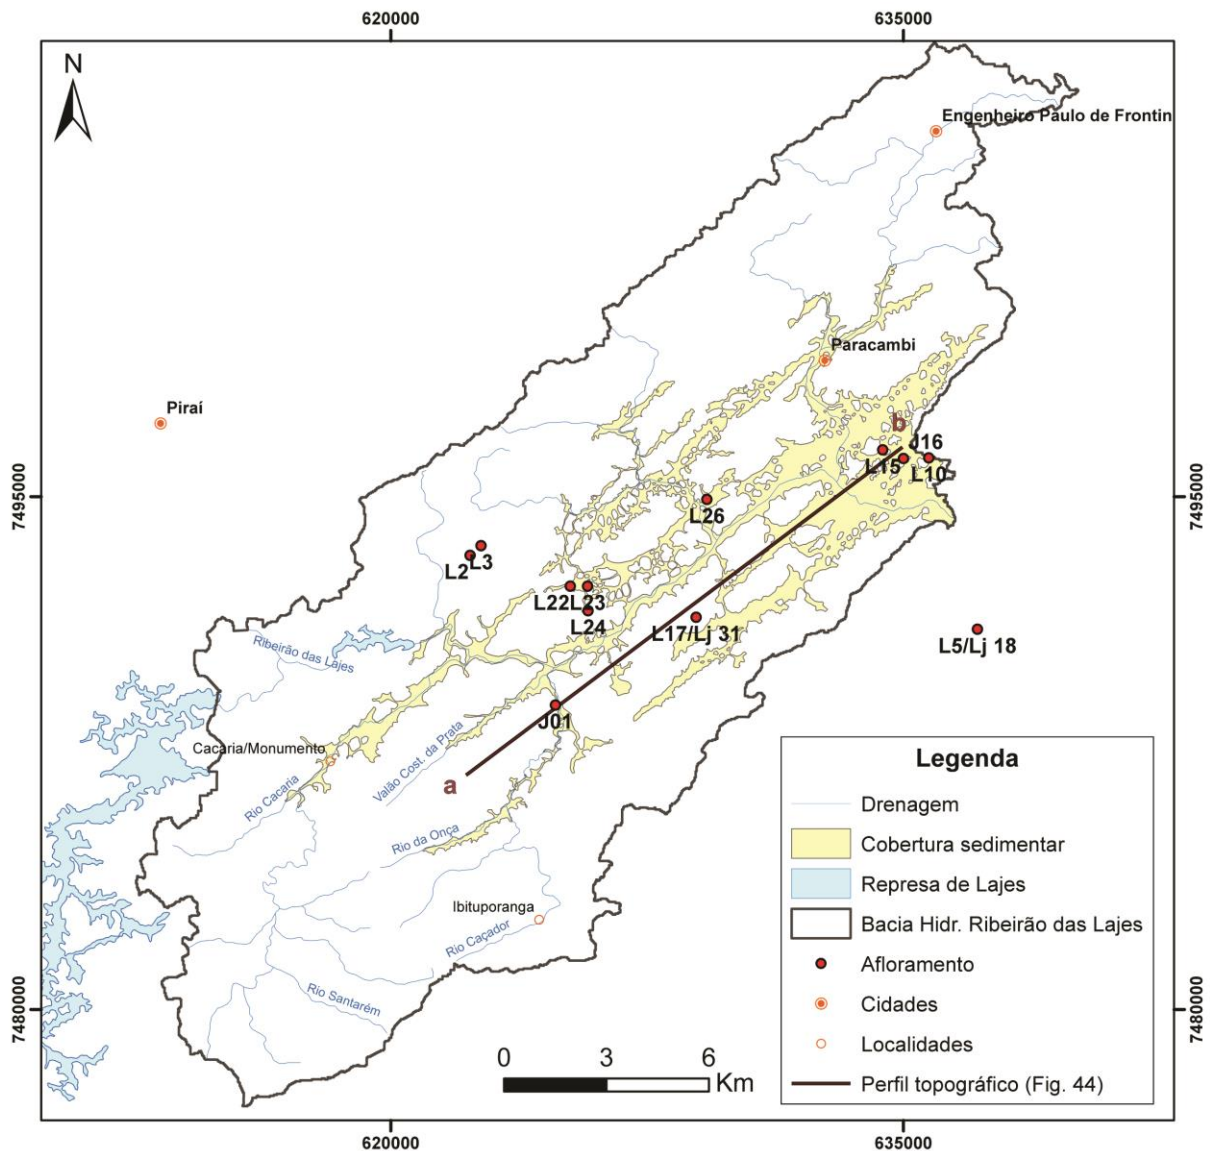 620000
635000
N
Engenheiro Paulo de Frontin
Paracambi
Piraí
b
J16
L15
L10
7495000
7495000
L26
L2
L3
L22
L23
L24
L17/Lj 31
L5/Lj 18
Ribeirão das Lajes
J01
Cacaria/Monumento
Valão Cost. da Prata
a
Rio Cacaria
Rio da Onça
Ibituporanga
Rio Caçador
Rio Santarém
7480000
7480000
0 3 6
Km
Legenda
Drenagem
Cobertura sedimentar
Represa de Lajes
Bacia Hidr. Ribeirão das Lajes
Afloramento
Cidades
Localidades
Perfil topográfico (Fig. 44)
620000
635000